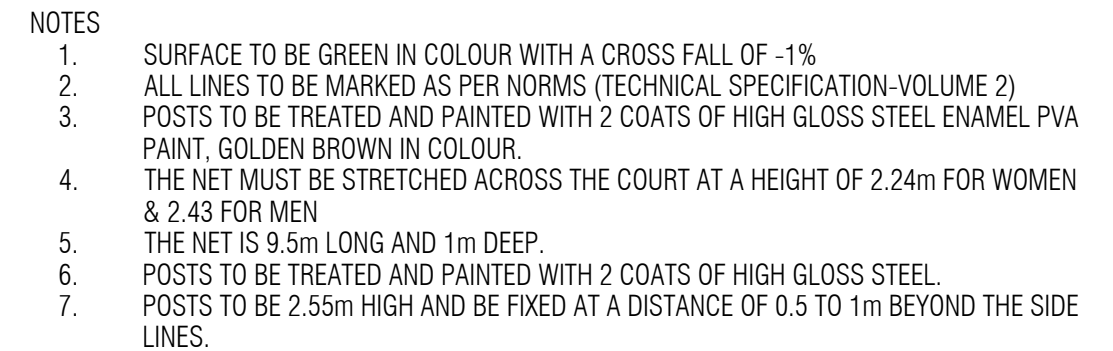 NOTES
1. SURFACE TO BE GREEN IN COLOUR WITH A CROSS FALL OF -1%
2. ALL LINES TO BE MARKED AS PER NORMS (TECHNICAL SPECIFICATION-VOLUME 2)
3. POSTS TO BE TREATED AND PAINTED WITH 2 COATS OF HIGH GLOSS STEEL ENAMEL PVA
PAINT, GOLDEN BROWN IN COLOUR.
4. THE NET MUST BE STRETCHED ACROSS THE COURT AT A HEIGHT OF 2.24m FOR WOMEN
& 2.43 FOR MEN
5. THE NET IS 9.5m LONG AND 1m DEEP.
6. POSTS TO BE TREATED AND PAINTED WITH 2 COATS OF HIGH GLOSS STEEL.
7. POSTS TO BE 2.55m HIGH AND BE FIXED AT A DISTANCE OF 0.5 TO 1m BEYOND THE SIDE
LINES.